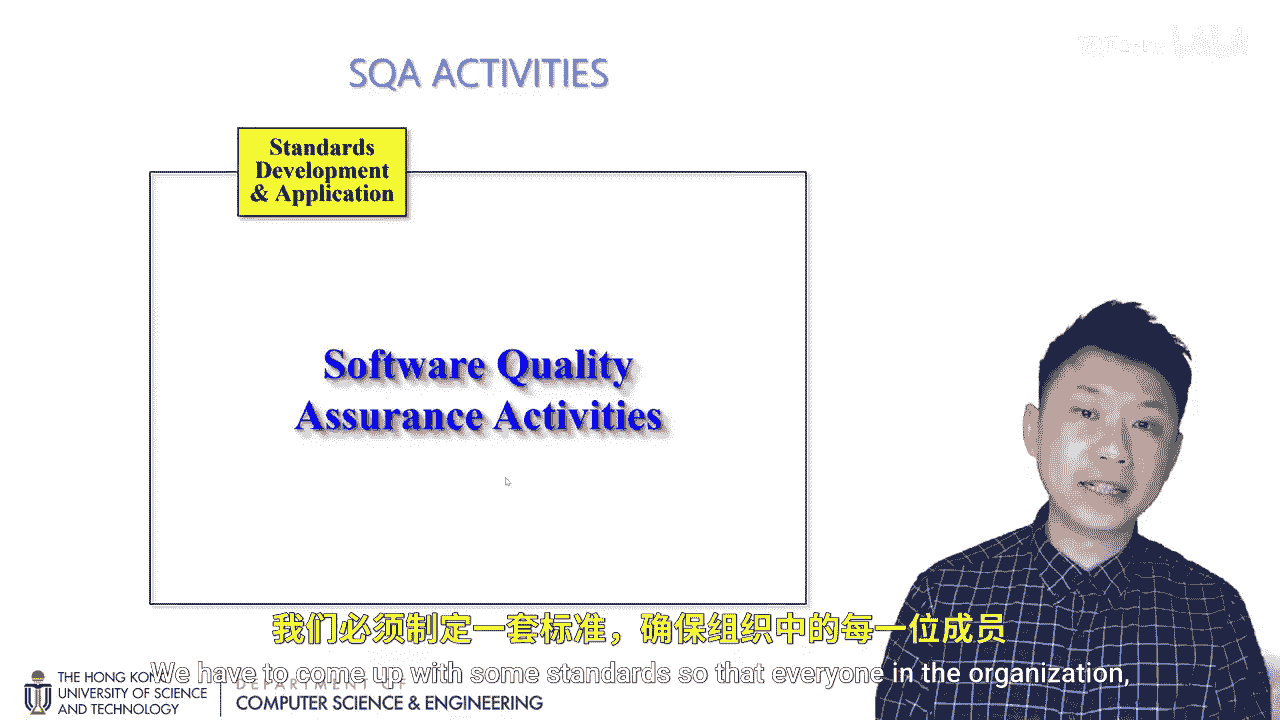 SQA ACTIVITIES
Standards
Development
& Application
Software Quality
Assurance Activities
我们必须制定一套标准，确保组织中的每一位成员
We have to come up with some standards so that everyone in the organization,
THE HONG KONG
UNIVERSITY OF SCIENCE
AND TECHNOLOGY
DEPARTMENT OF
COMPUTER SCIENCE & ENGINEERING